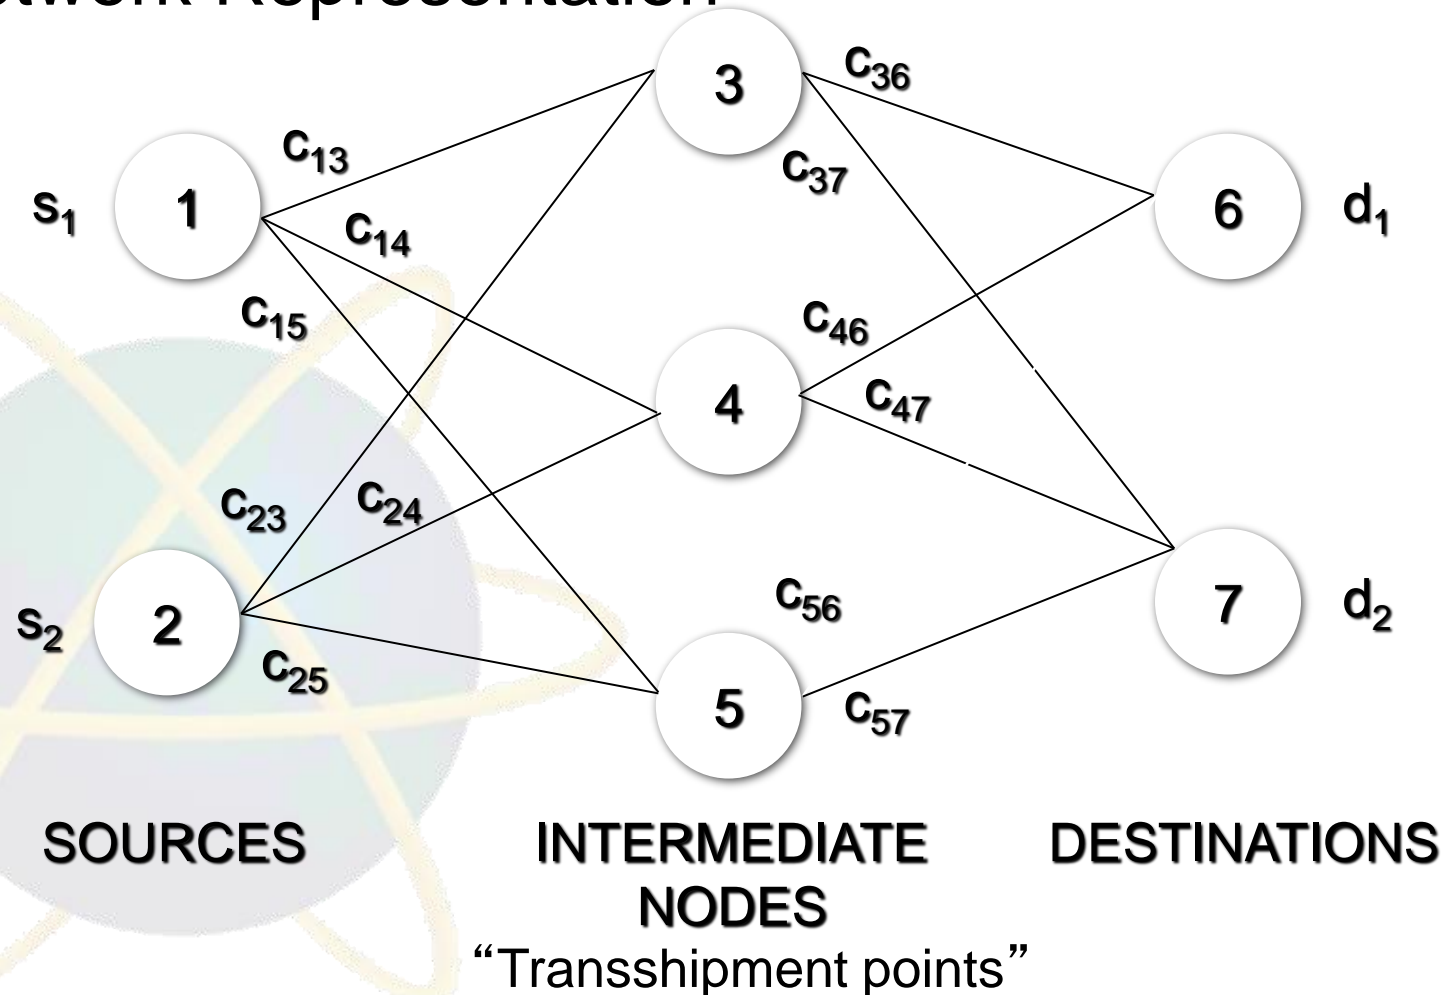 Network Representation
3
c36
c13
c37
s1
1
c14
6
d1
c15
c46
4
c47
c23
c24
c56
s2
2
7
d2
c25
5
c57
SOURCES
INTERMEDIATE
DESTINATIONS
NODES
“Transshipment points”